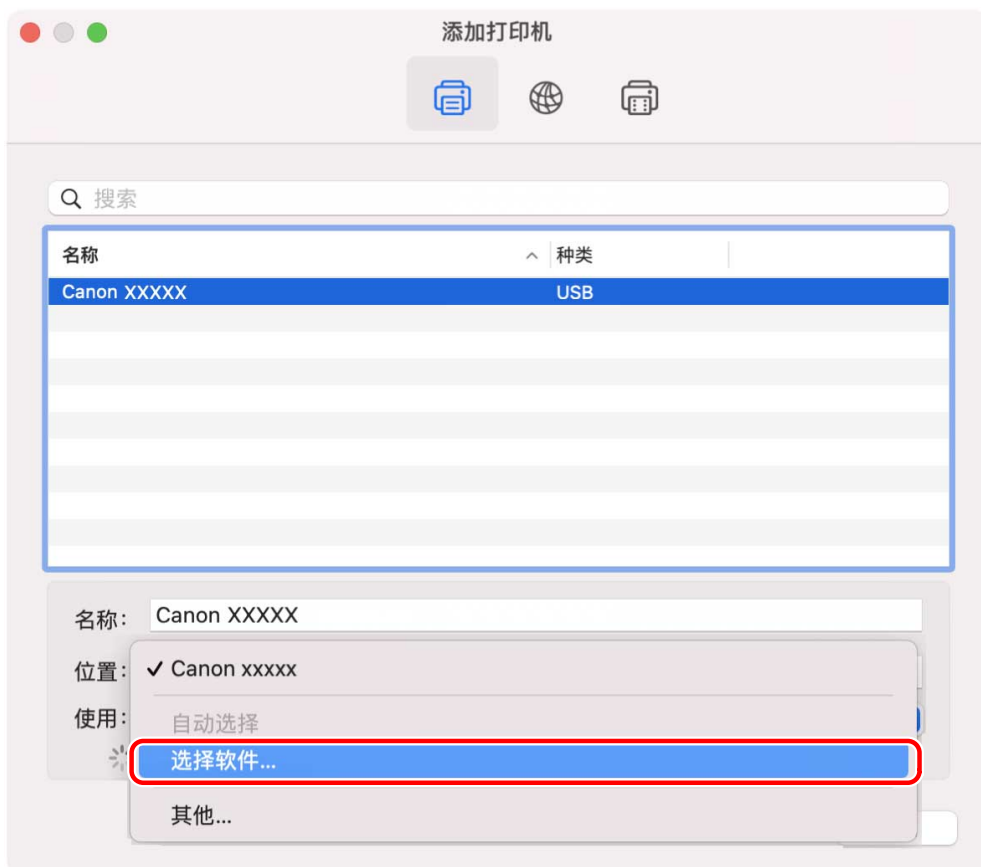 添加打印机
搜索
名称 种类
Canon XXXXX USB
名称： Canon XXXXX
位置： ✓ Canon xxxxx
使用： 自动选择
选择软件...
其他...